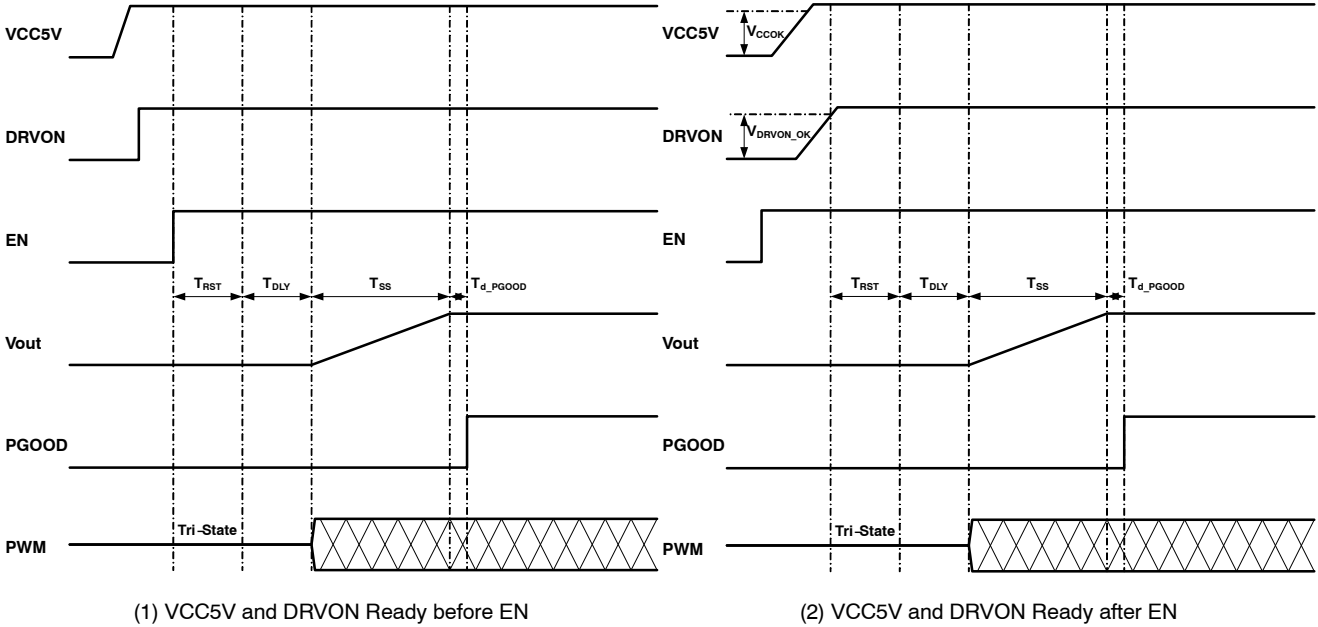 VCC5V
DRVON
EN
TRST TDLY TSS Td_PGOOD
Vout
PGOOD
Tri-State
PWM
(1) VCC5V and DRVON Ready before EN
VCC5V
VCCOK
DRVON
VDRVON_OK
EN
TRST TDLY TSS Td_PGOOD
Vout
PGOOD
Tri-State
PWM
(2) VCC5V and DRVON Ready after EN